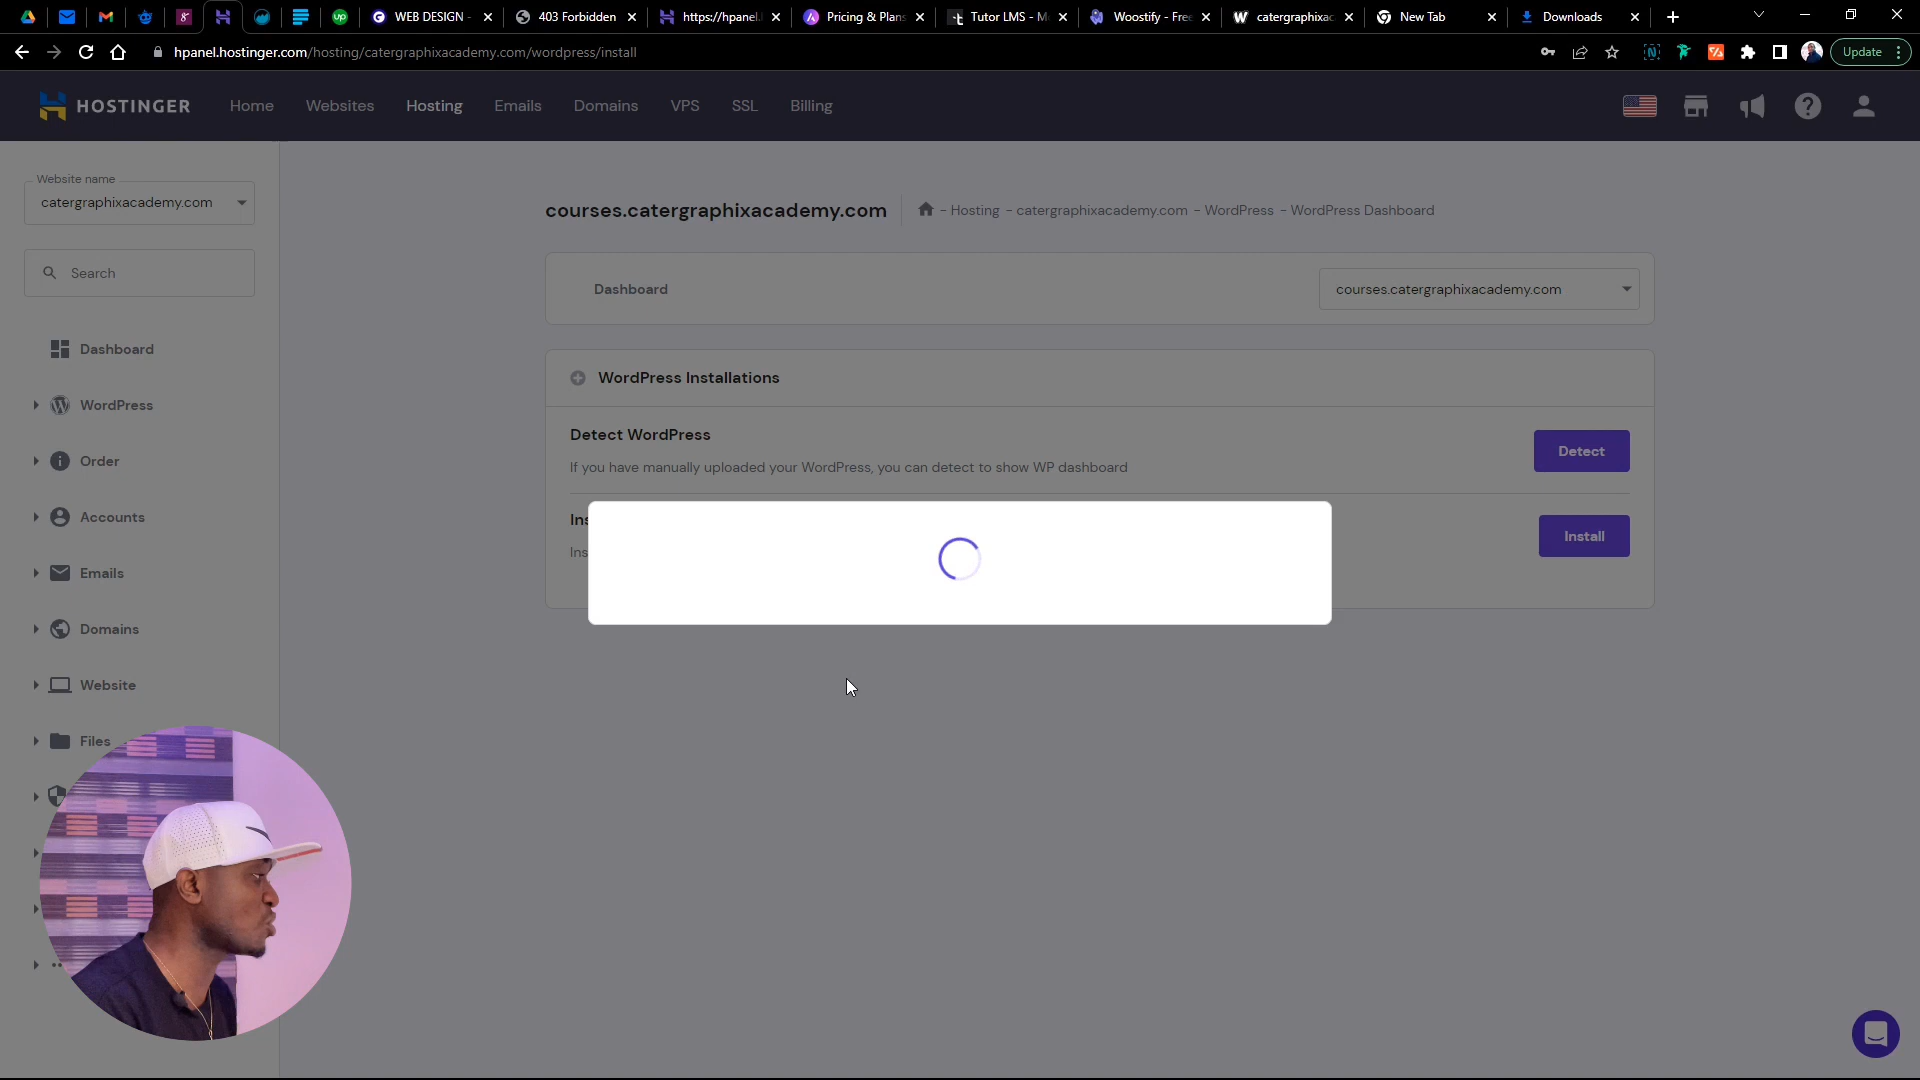 WEB DESIGN -
403 Forbidden
https://hpanel.
Pricing & Plans
Tutor LMS - M
Woostify - Free
catergraphixac
New Tab
Downloads
hpanel.hostinger.com/hosting/catergraphixacademy.com/wordpress/install
Update
HOSTINGER
Home
Websites
Hosting
Emails
Domains
VPS
SSL
Billing
Website name
catergraphixacademy.com
Search
Dashboard
WordPress
Order
Accounts
Emails
Domains
Website
Files
courses.catergraphixacademy.com
- Hosting - catergraphixacademy.com - WordPress - WordPress Dashboard
Dashboard
courses.catergraphixacademy.com
WordPress Installations
Detect WordPress
If you have manually uploaded your WordPress, you can detect to show WP dashboard
Detect
Ins
Ins
Install